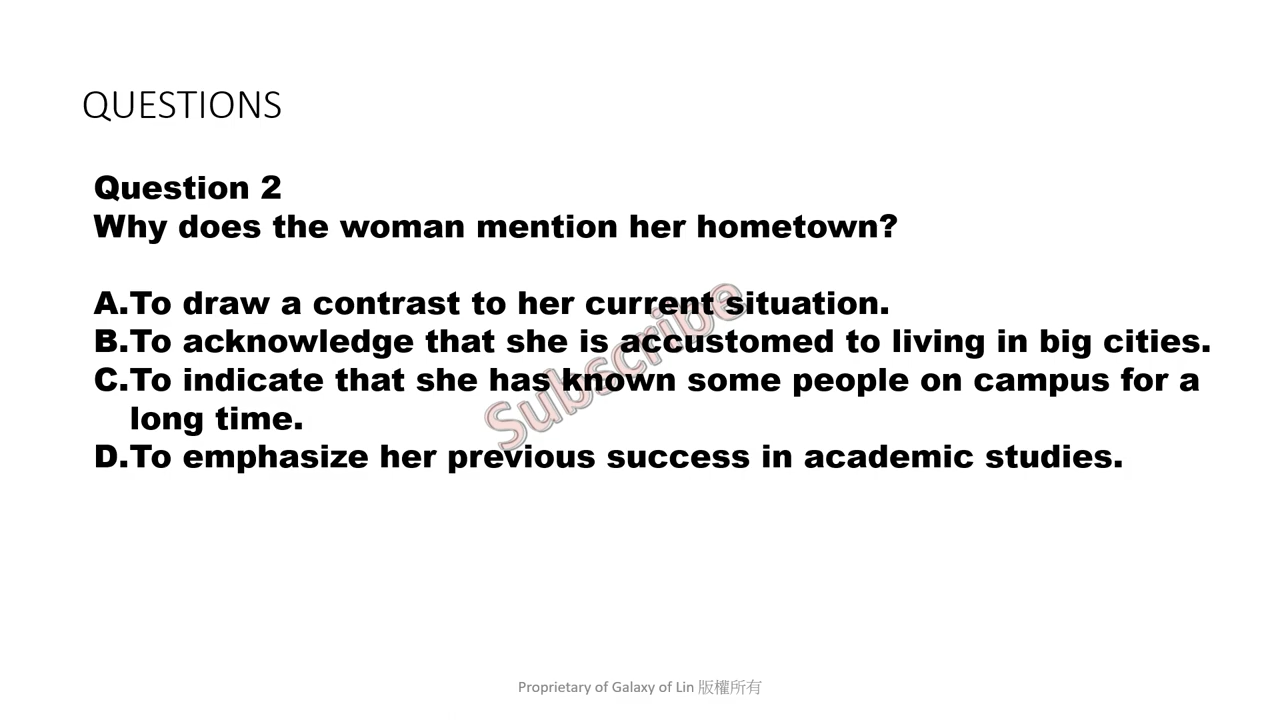 QUESTIONS
Question 2
Why does the woman mention her hometown?
A.To draw a contrast to her current situation.
B.To acknowledge that she is accustomed to living in big cities.
C.To indicate that she has known some people on campus for a
long time.
D.To emphasize her previous success in academic studies.
Subscribe
Proprietary of Galaxy of Lin 版權所有